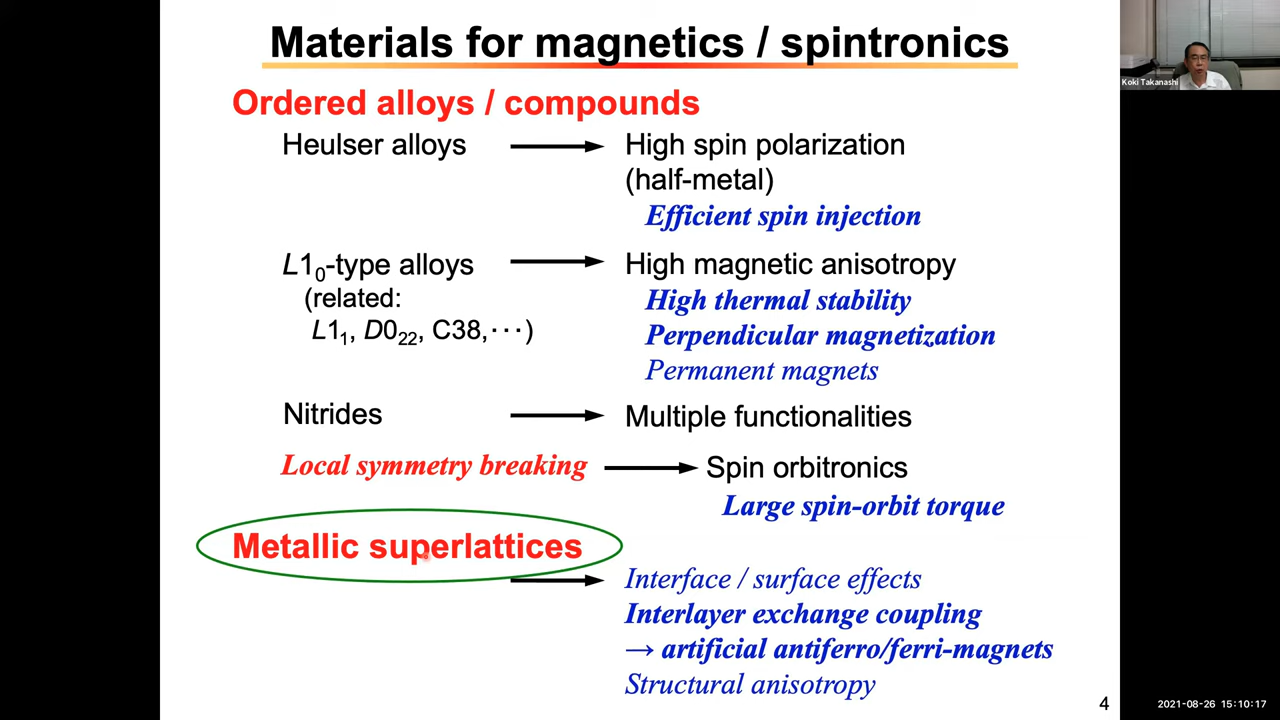 Materials for magnetics / spintronics
Koki Takanashi
Ordered alloys / compounds
Heulser alloys
High spin polarization
(half-metal)
Efficient spin injection
L1₀-type alloys
High magnetic anisotropy
(related:
High thermal stability
L1₁, D0₂₂, C38,⋯)
Perpendicular magnetization
Permanent magnets
Nitrides
Multiple functionalities
Local symmetry breaking
Spin orbitronics
Large spin-orbit torque
Metallic superlattices
Interface / surface effects
Interlayer exchange coupling
→ artificial antiferro/ferri-magnets
Structural anisotropy
4
2021-08-26 15:10:17